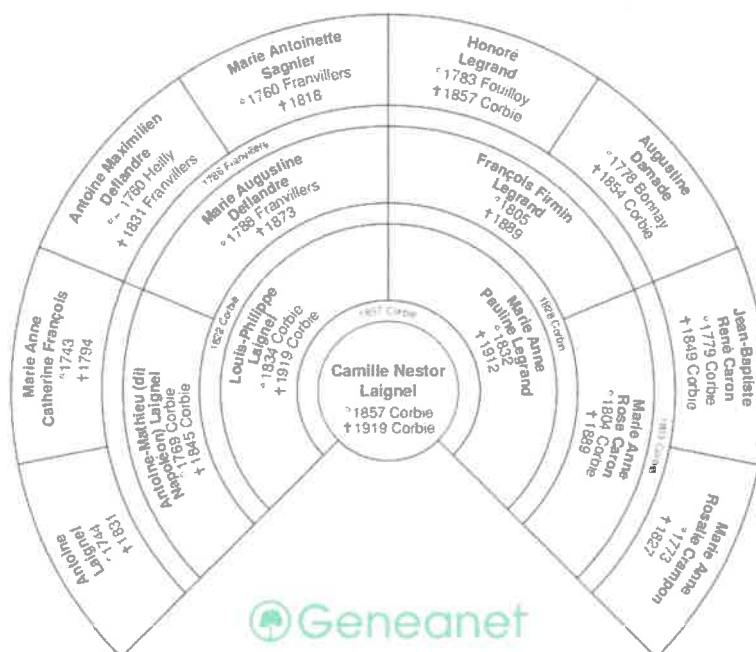 Marie Antoinette
Sagnier
°1760 Franvillers
†1818
Honoré
Legrand
°1783 Fouilloy
†1857 Corbie
Antoine Maximilien
Deflandre
°~ 1760 Heilly
†1831 Franvillers
Augustine
Damade
°1778 Bonnay
†1854 Corbie
1786 Franvillers
Marie Augustine
Deflandre
°1788 Franvillers
†1873
François Firmin
Legrand
°1805
†1889
Marie Anne
Catherine François
°1743
†1794
Jean-Baptiste
René Caron
°1779 Corbie
†1849 Corbie
Corbie
Louis-Philippe
Laignel
°1834 Corbie
†1919 Corbie
1857 Corbie
Marie Anne
Pauline Legrand
°1832
†1912
1828 Corbie
Antoine-Mathieu (dit
Napoléon) Laignel
°1769 Corbie
†1845 Corbie
Camille Nestor
Laignel
°1857 Corbie
†1919 Corbie
Marie Anne
Rose Caron
°1804 Corbie
†1889
Corbie
Antoine
Laignel
°1744
†1831
Marie Anne
Rosalie Crampon
°1773
†1827
Geneanet